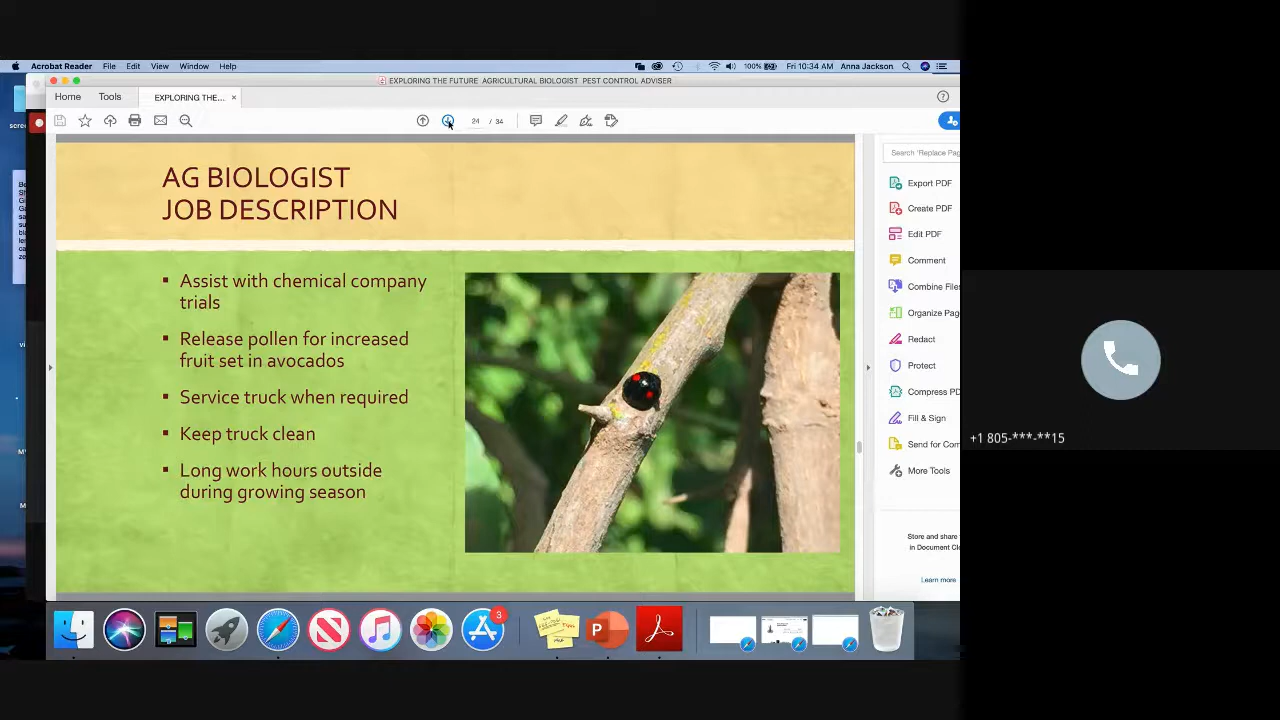 Acrobat Reader File Edit View Window Help
100% Fri 10:34 AM Anna Jackson
EXPLORING THE FUTURE AGRICULTURAL BIOLOGIST PEST CONTROL ADVISER
Home Tools EXPLORING THE... ×
24 / 34
AG BIOLOGIST
JOB DESCRIPTION
▪ Assist with chemical company
trials
▪ Release pollen for increased
fruit set in avocados
▪ Service truck when required
▪ Keep truck clean
▪ Long work hours outside
during growing season
Search 'Replace Pag
Export PDF
Create PDF
Edit PDF
Comment
Combine Files
Organize Pag
Redact
Protect
Compress PD
Fill & Sign
Send for Com
More Tools
Store and share
in Document Clo
Learn more
3
P
+1 805-***-**15